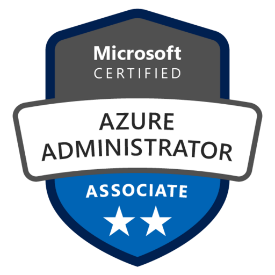 Microsoft
CERTIFIED
AZURE
ADMINISTRATOR
ASSOCIATE